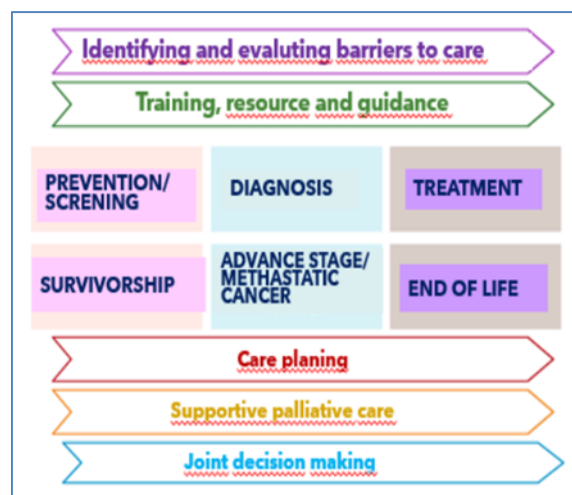 Identifying and evaluting barriers to care
Training, resource and guidance
PREVENTION/
SCRENING
DIAGNOSIS
TREATMENT
SURVIVORSHIP
ADVANCE STAGE/
METHASTATIC
CANCER
END OF LIFE
Care planing
Supportive palliative care
Joint decision making